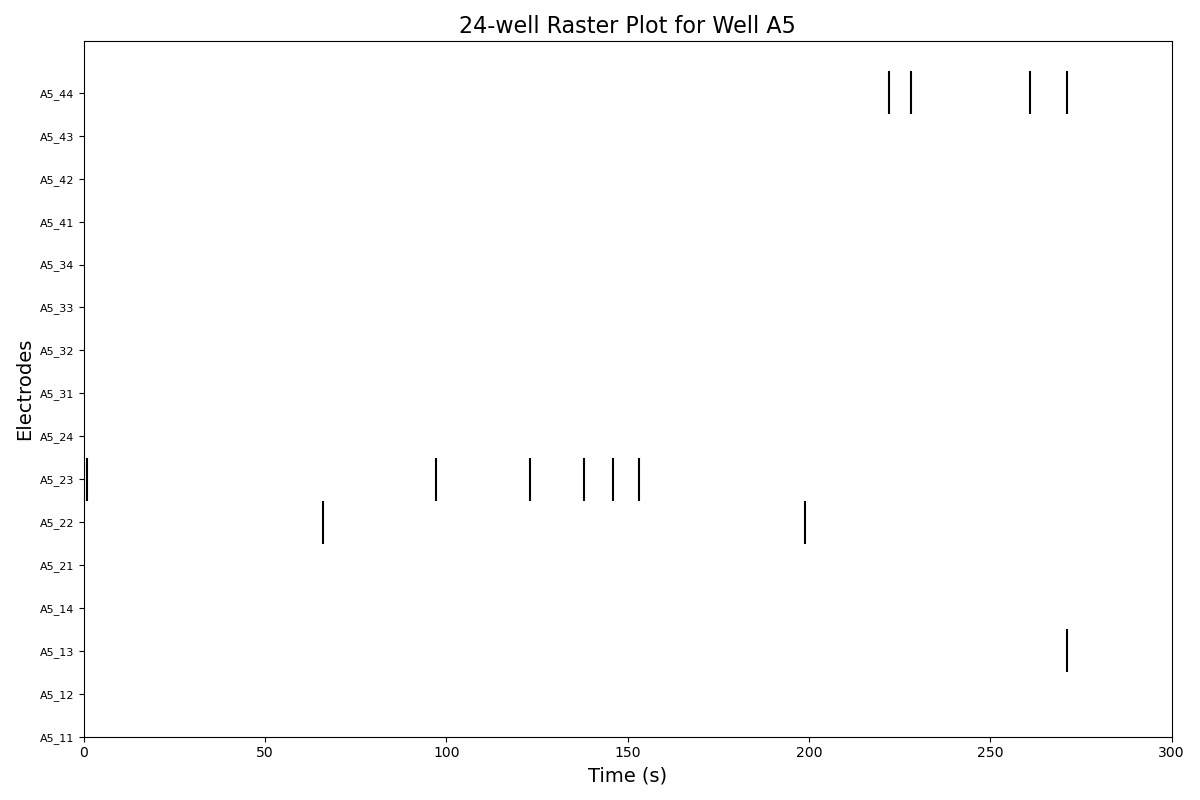 24-well Raster Plot for Well A5
A5_44
A5_43
A5_42
A5_41
A5_34
A5_33
A5_32
A5_31
A5_24
A5_23
A5_22
A5_21
A5_14
A5_13
A5_12
A5_11
Electrodes
0 50 100 150 200 250 300
Time (s)